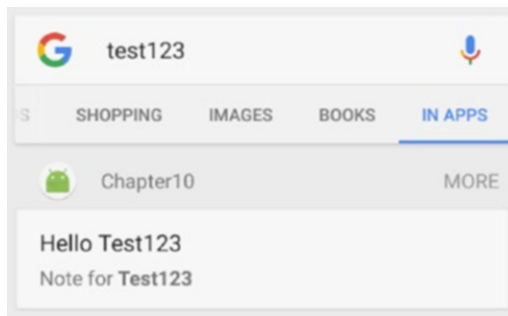 test123
S SHOPPING IMAGES BOOKS IN APPS
Chapter10 MORE
Hello Test123
Note for Test123